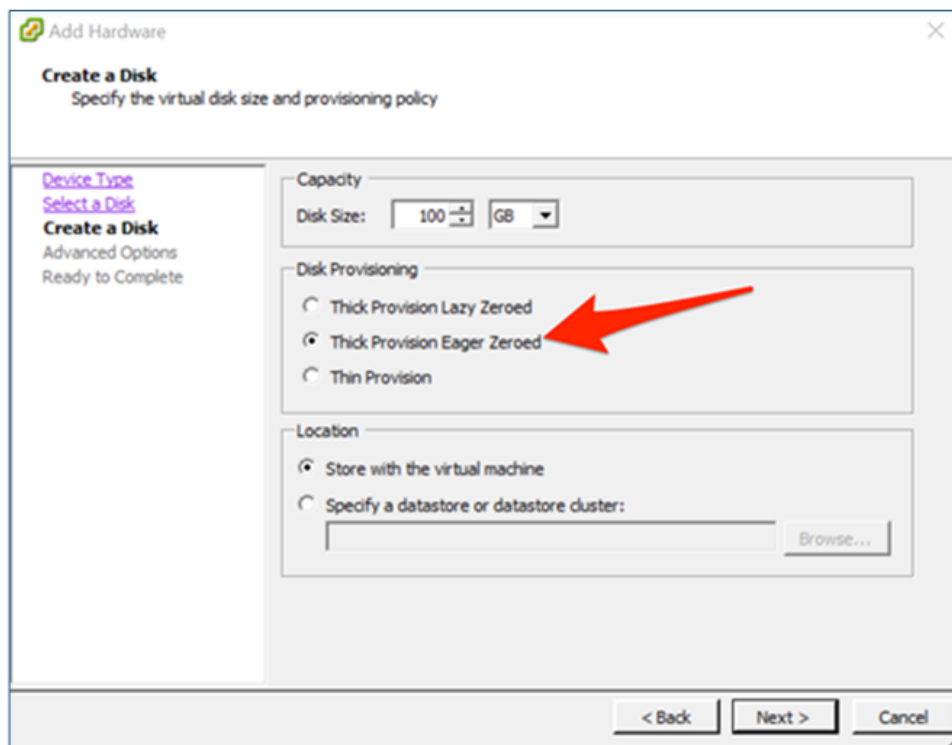 Add Hardware
Create a Disk
Specify the virtual disk size and provisioning policy
Device Type
Select a Disk
Create a Disk
Advanced Options
Ready to Complete
Capacity
Disk Size: 100 GB
Disk Provisioning
Thick Provision Lazy Zeroed
Thick Provision Eager Zeroed
Thin Provision
Location
Store with the virtual machine
Specify a datastore or datastore cluster:
Browse...
< Back Next > Cancel